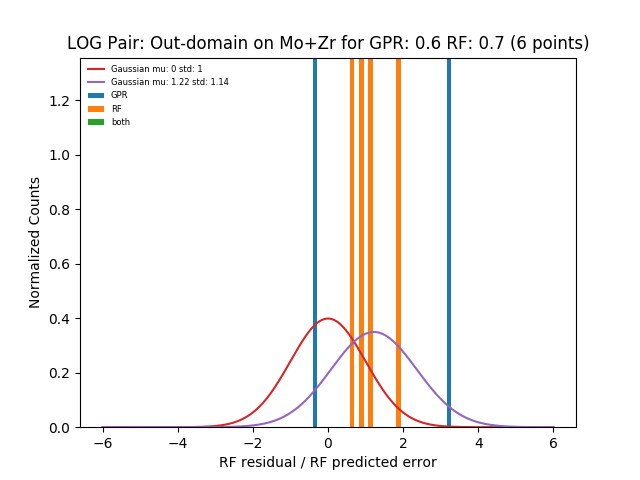 LOG Pair: Out-domain on Mo+Zr for GPR: 0.6 RF: 0.7 (6 points)
Gaussian mu: 0 std: 1
Gaussian mu: 1.22 std: 1.14
GPR
RF
both
Normalized Counts
1.2
1.0
0.8
0.6
0.4
0.2
0.0
−6 −4 −2 0 2 4 6
RF residual / RF predicted error